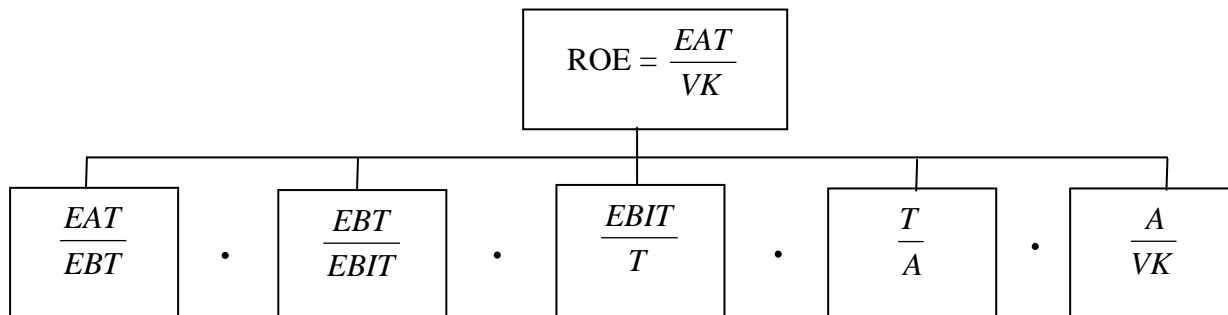 ROE = EAT / VK
EAT / EBT • EBT / EBIT • EBIT / T • T / A • A / VK